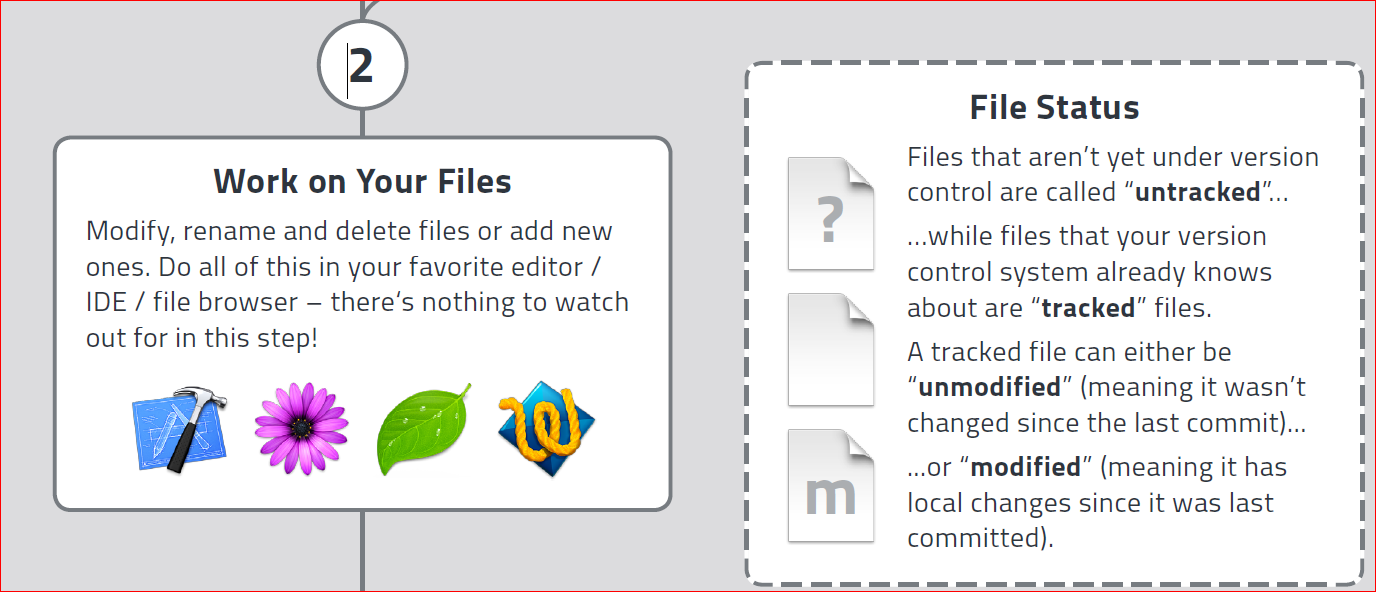 2
Work on Your Files
Modify, rename and delete files or add new
ones. Do all of this in your favorite editor /
IDE / file browser – there‘s nothing to watch
out for in this step!
File Status
?
Files that aren’t yet under version
control are called “untracked”...
...while files that your version
control system already knows
about are “tracked” files.
A tracked file can either be
“unmodified” (meaning it wasn’t
changed since the last commit)...
m
...or “modified” (meaning it has
local changes since it was last
committed).